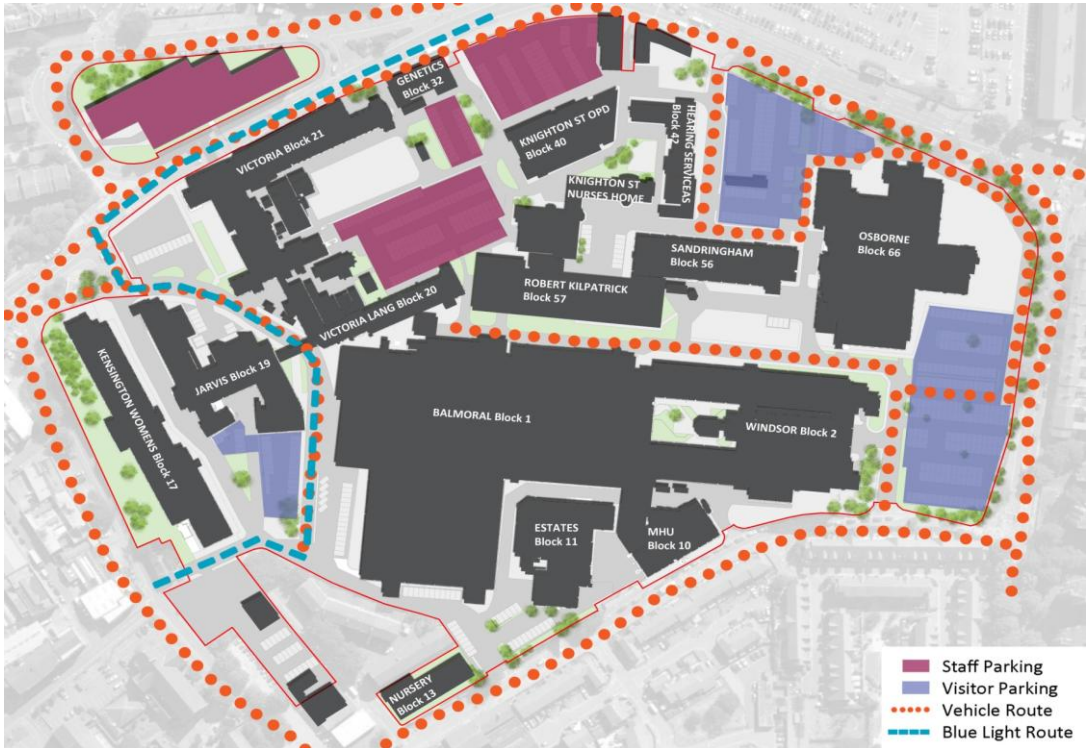 GENETICS
Block 32
VICTORIA Block 21
KNIGHTON ST OPD
Block 40
HEARING SERVICEAS
Block 42
KNIGHTON ST
NURSES HOME
OSBORNE
Block 66
SANDRINGHAM
Block 56
ROBERT KILPATRICK
Block 57
VICTORIA LANG Block 20
JARVIS Block 19
KENSINGTON WOMENS Block 17
BALMORAL Block 1
WINDSOR Block 2
ESTATES
Block 11
MHU
Block 10
NURSERY
Block 13
Staff Parking
Visitor Parking
Vehicle Route
Blue Light Route